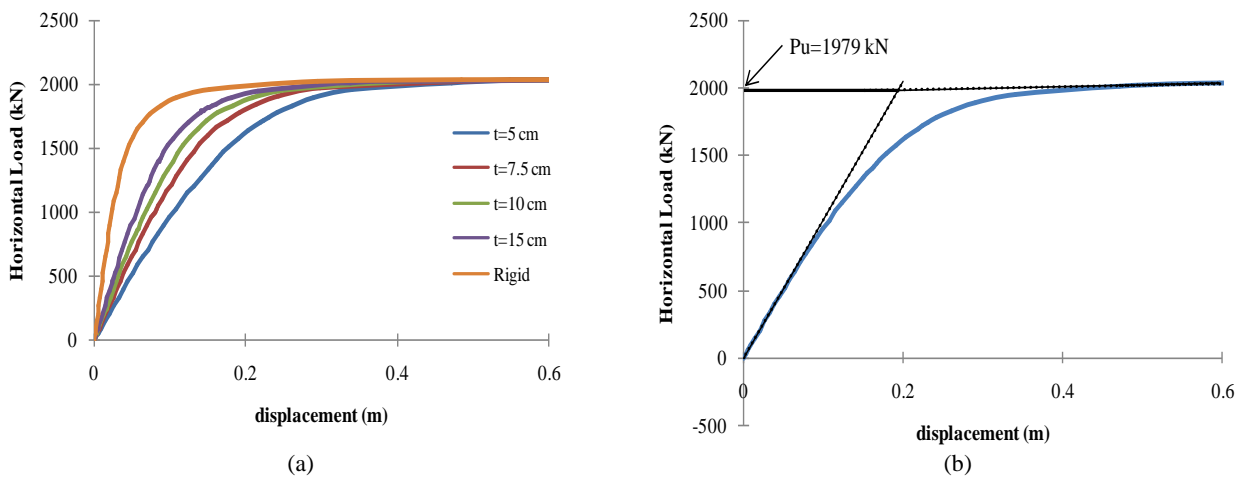 2500
2000
1500
1000
500
0
0
0.2
0.4
0.6
Horizontal Load (kN)
displacement (m)
t=5 cm
t=7.5 cm
t=10 cm
t=15 cm
Rigid
(a)
2500
2000
1500
1000
500
0
-500
0
0.2
0.4
0.6
Horizontal Load (kN)
displacement (m)
Pu=1979 kN
(b)